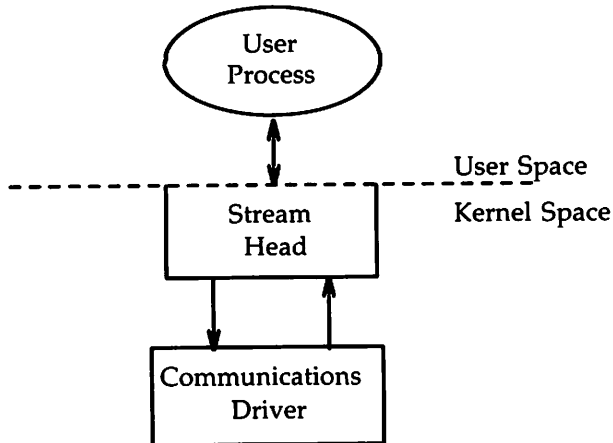 User
Process
User Space
Kernel Space
Stream
Head
Communications
Driver